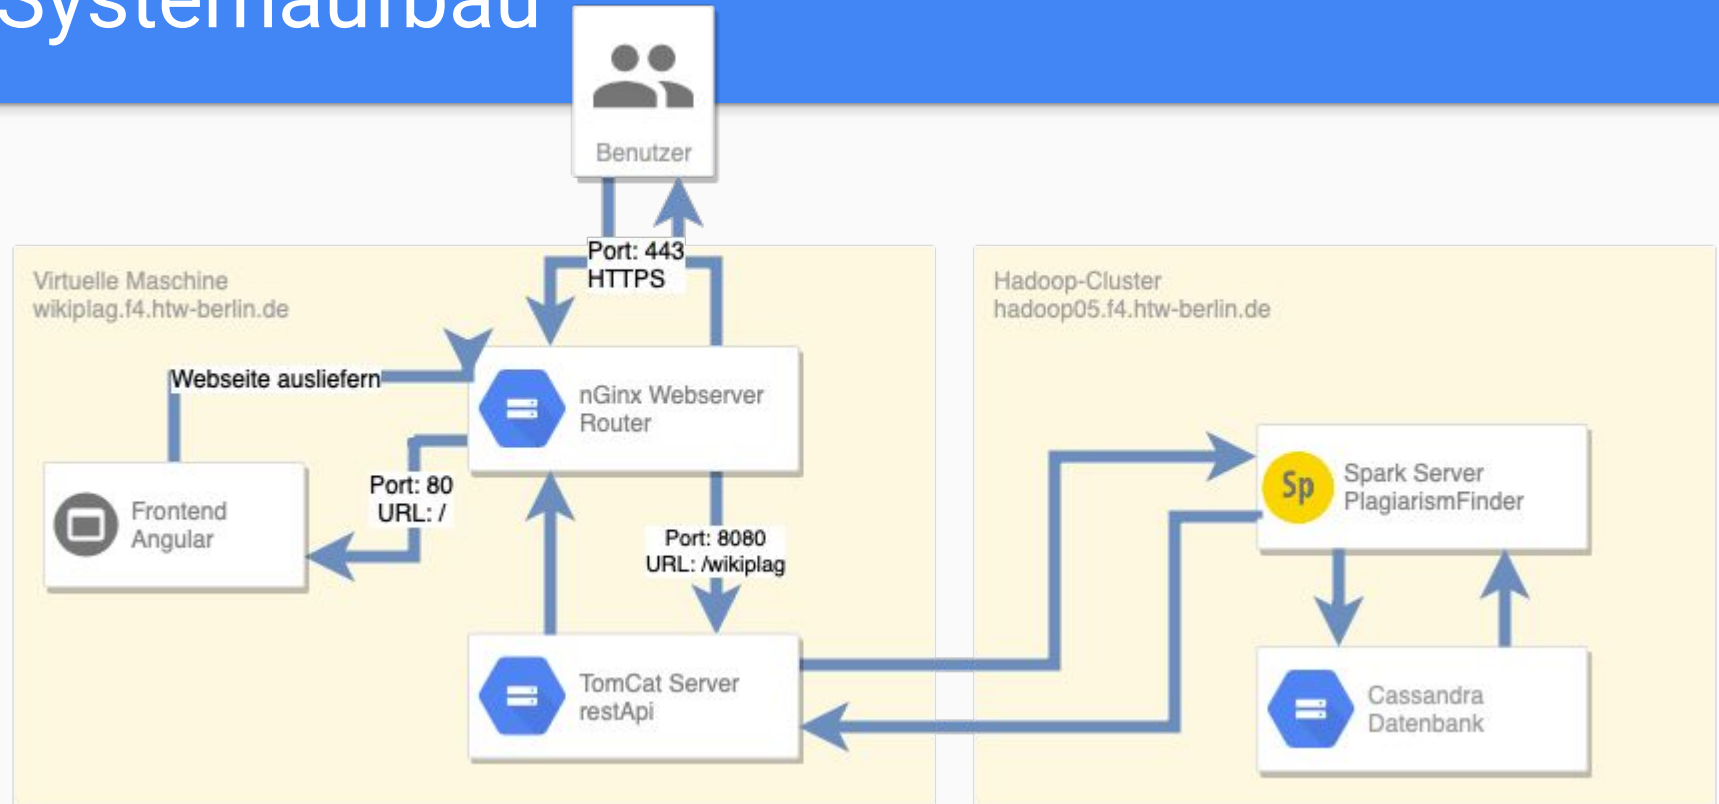 Systemaufbau
Benutzer
Port: 443
HTTPS
Virtuelle Maschine
wikiplag.f4.htw-berlin.de
Webseite ausliefern
nGinx Webserver
Router
Port: 80
URL: /
Frontend
Angular
Port: 8080
URL: /wikiplag
TomCat Server
restApi
Hadoop-Cluster
hadoop05.f4.htw-berlin.de
Sp
Spark Server
PlagiarismFinder
Cassandra
Datenbank